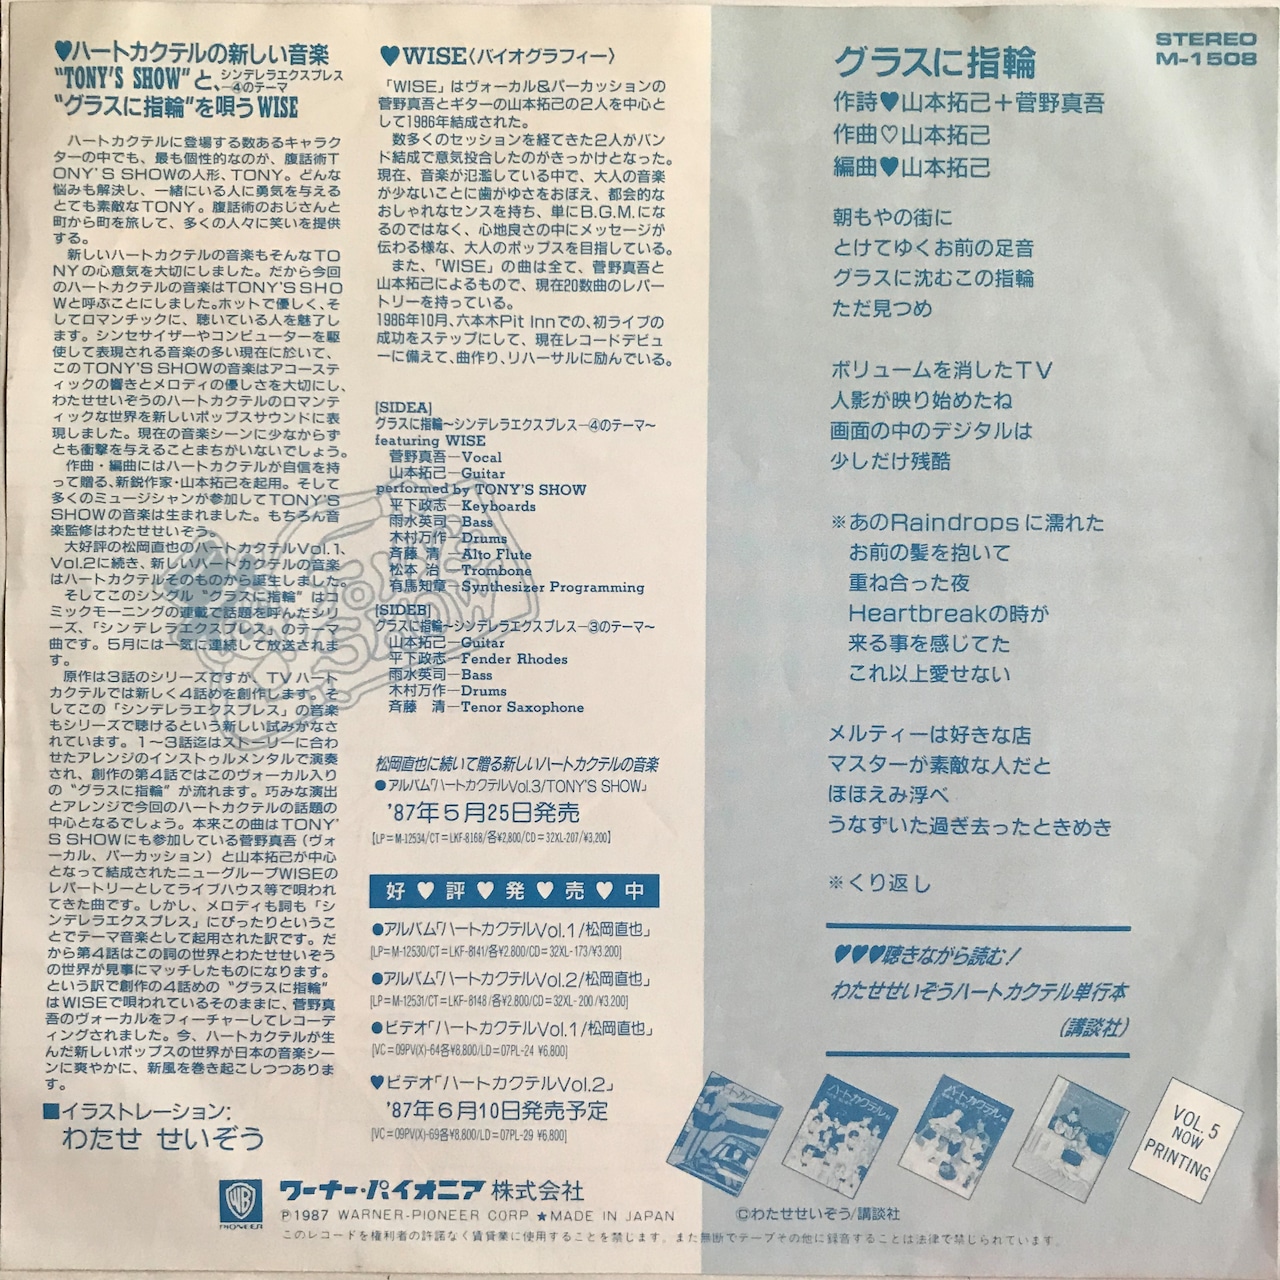 ♥ハートカクテルの新しい音楽
"TONY'S SHOW"と、シンデレラエクスプレス—④のテーマ
"グラスに指輪"を唄うWISE
ハートカクテルに登場する数あるキャラク
ターの中でも、最も個性的なのが、腹話術T
ONY'S SHOWの人形、TONY。どんな
悩みも解決し、一緒にいる人に勇気を与える
とても素敵なTONY。腹話術のおじさんと
町から町を旅して、多くの人々に笑いを提供
する。
新しいハートカクテルの音楽もそんなTO
NYの心意気を大切にしました。だから今回
のハートカクテルの音楽はTONY'S SHO
Wと呼ぶことにしました。ホットで優しく、そ
してロマンチックに、聴いている人を魅了し
ます。シンセサイザーやコンピューターを駆
使して表現される音楽の多い現在に於いて、
このTONY'S SHOWの音楽はアコーステ
ィックの響きとメロディの優しさを大切にし、
わたせせいぞうのハートカクテルのロマンテ
ィックな世界を新しいポップスサウンドに表
現しました。現在の音楽シーンに少なからず
とも衝撃を与えることまちがいないでしょう。
作曲・編曲にはハートカクテルが自信を持
って贈る、新鋭作家・山本拓己を起用。そして
多くのミュージシャンが参加してTONY'S
SHOWの音楽は生まれました。もちろん音
楽監修はわたせせいぞう。
大好評の松岡直也のハートカクテルVol.1、
Vol.2に続き、新しいハートカクテルの音楽
はハートカクテルそのものから誕生しました。
そしてこのシングル"グラスに指輪"はコ
ミックモーニングの連載で話題を呼んだシリ
ーズ、「シンデレラエクスプレス」のテーマ
曲です。5月には一気に連続して放送されま
す。
原作は3話のシリーズですが、TVハート
カクテルでは新しく4話めを創作します。そ
してこの「シンデレラエクスプレス」の音楽
もシリーズで聴けるという新しい試みがなさ
れています。1〜3話迄はストーリーに合わ
せたアレンジのインストゥルメンタルで演奏
され、創作の第4話ではこのヴォーカル入り
の"グラスに指輪"が流れます。巧みな演出
とアレンジで今回のハートカクテルの話題の
中心となるでしょう。本来この曲はTONY'
S SHOWにも参加している菅野真吾（ヴォ
ーカル、パーカッション）と山本拓己が中心
となって結成されたニューグループWISEの
レパートリーとしてライブハウス等で唄われ
てきた曲です。しかし、メロディも詞も「シ
ンデレラエクスプレス」にぴったりというこ
とでテーマ音楽として起用された訳です。だ
から第4話はこの詞の世界とわたせせいぞう
の世界が見事にマッチしたものになります。
という訳で創作の4話めの"グラスに指輪"
はWISEで唄われているそのままに、菅野真
吾のヴォーカルをフィーチャーしてレコーデ
ィングされました。今、ハートカクテルが生
んだ新しいポップスの世界が日本の音楽シー
ンに爽やかに、新風を巻き起こしつつありま
す。
■イラストレーション:
わたせ せいぞう
♥WISE〈バイオグラフィー〉
「WISE」はヴォーカル&パーカッションの
菅野真吾とギターの山本拓己の2人を中心と
して1986年結成された。
数多くのセッションを経てきた2人がバン
ド結成で意気投合したのがきっかけとなった。
現在、音楽が氾濫している中で、大人の音楽
が少ないことに歯がゆさをおぼえ、都会的な
おしゃれなセンスを持ち、単にB.G.M.にな
るのではなく、心地良さの中にメッセージが
伝わる様な、大人のポップスを目指している。
また、「WISE」の曲は全て、菅野真吾と
山本拓己によるもので、現在20数曲のレパー
トリーを持っている。
1986年10月、六本木Pit Innでの、初ライブの
成功をステップにして、現在レコードデビュ
ーに備えて、曲作り、リハーサルに励んでいる。
[SIDEA]
グラスに指輪〜シンデレラエクスプレス—④のテーマ〜
featuring WISE
菅野真吾—Vocal
山本拓己—Guitar
performed by TONY'S SHOW
平下政志—Keyboards
雨水英司—Bass
木村万作—Drums
斉藤 清—Alto Flute
松本 治—Trombone
有馬知章—Synthesizer Programming
[SIDEB]
グラスに指輪〜シンデレラエクスプレス—③のテーマ〜
山本拓己—Guitar
平下政志—Fender Rhodes
雨水英司—Bass
木村万作—Drums
斉藤 清—Tenor Saxophone
松岡直也に続いて贈る新しいハートカクテルの音楽
●アルバム「ハートカクテルVol.3/TONY'S SHOW」
'87年5月25日発売
[LP=M-12534/CT=LKF-8168/各¥2,800/CD=32XL-207/¥3,200]
好♥評♥発♥売♥中
●アルバム「ハートカクテルVol.1/松岡直也」
[LP=M-12530/CT=LKF-8141/各¥2,800/CD=32XL-173/¥3,200]
●アルバム「ハートカクテルVol.2/松岡直也」
[LP=M-12531/CT=LKF-8148/各¥2,800/CD=32XL-200/¥3,200]
●ビデオ「ハートカクテルVol.1/松岡直也」
[VC=09PV(X)-64各¥8,800/LD=07PL-24 ¥6,800]
♥ビデオ「ハートカクテルVol.2」
'87年6月10日発売予定
[VC=09PV(X)-69各¥8,800/LD=07PL-29 ¥6,800]
STEREO
M-1508
グラスに指輪
作詩♥山本拓己＋菅野真吾
作曲♡山本拓己
編曲♥山本拓己
朝もやの街に
とけてゆくお前の足音
グラスに沈むこの指輪
ただ見つめ
ボリュームを消したTV
人影が映り始めたね
画面の中のデジタルは
少しだけ残酷
※あのRaindropsに濡れた
お前の髪を抱いて
重ね合った夜
Heartbreakの時が
来る事を感じてた
これ以上愛せない
メルティーは好きな店
マスターが素敵な人だと
ほほえみ浮べ
うなずいた過ぎ去ったときめき
※くり返し
♥♥♥聴きながら読む!
わたせせいぞうハートカクテル単行本
(講談社)
ハートカクテル
ハートカクテル
VOL. 5
NOW
PRINTING
WB
PIONEER
ワーナー・パイオニア株式会社
Ⓟ1987 WARNER-PIONEER CORP ★MADE IN JAPAN
©わたせせいぞう/講談社
このレコードを権利者の許諾なく賃貸業に使用することを禁じます。また無断でテープその他に録音することは法律で禁じられています。